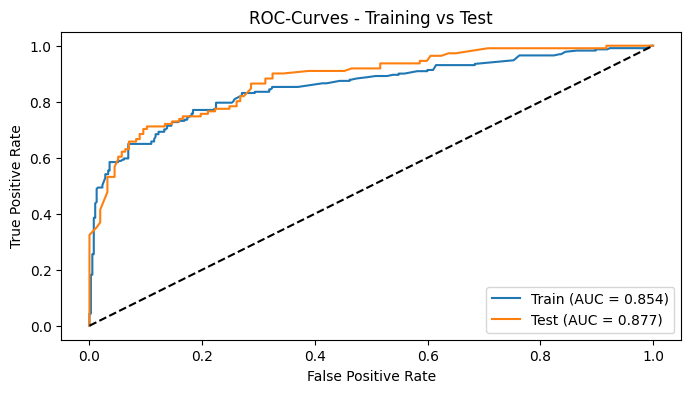 ROC-Curves - Training vs Test
True Positive Rate
1.0
0.8
0.6
0.4
0.2
0.0
Train (AUC = 0.854)
Test (AUC = 0.877)
0.0 0.2 0.4 0.6 0.8 1.0
False Positive Rate